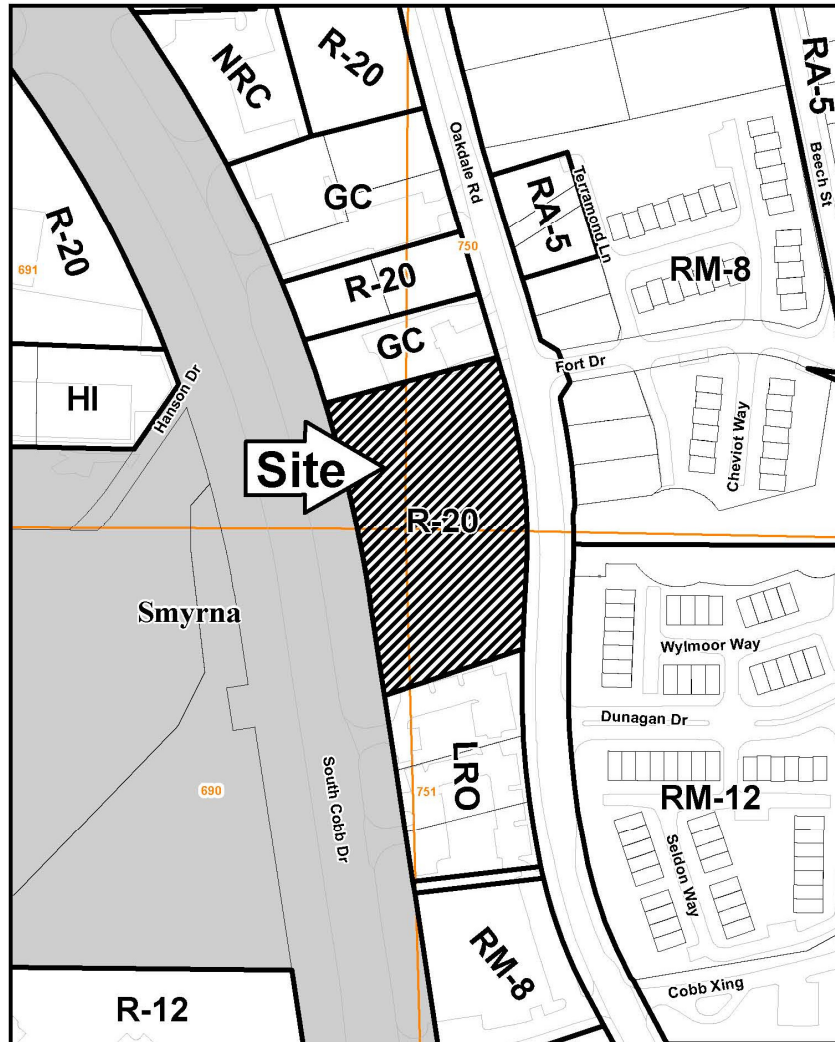 NRC
R-20
RA-5
Oakdale Rd
Beech St
GC
RA-5
Terramond Ln
R-20
750
691
RM-8
R-20
GC
Fort Dr
HI
Hanson Dr
Cheviot Way
Site
R-20
Smyrna
Wylmoor Way
Dunagan Dr
LRO
690
South Cobb Dr
751
RM-12
Seldon Way
RM-8
Cobb Xing
R-12